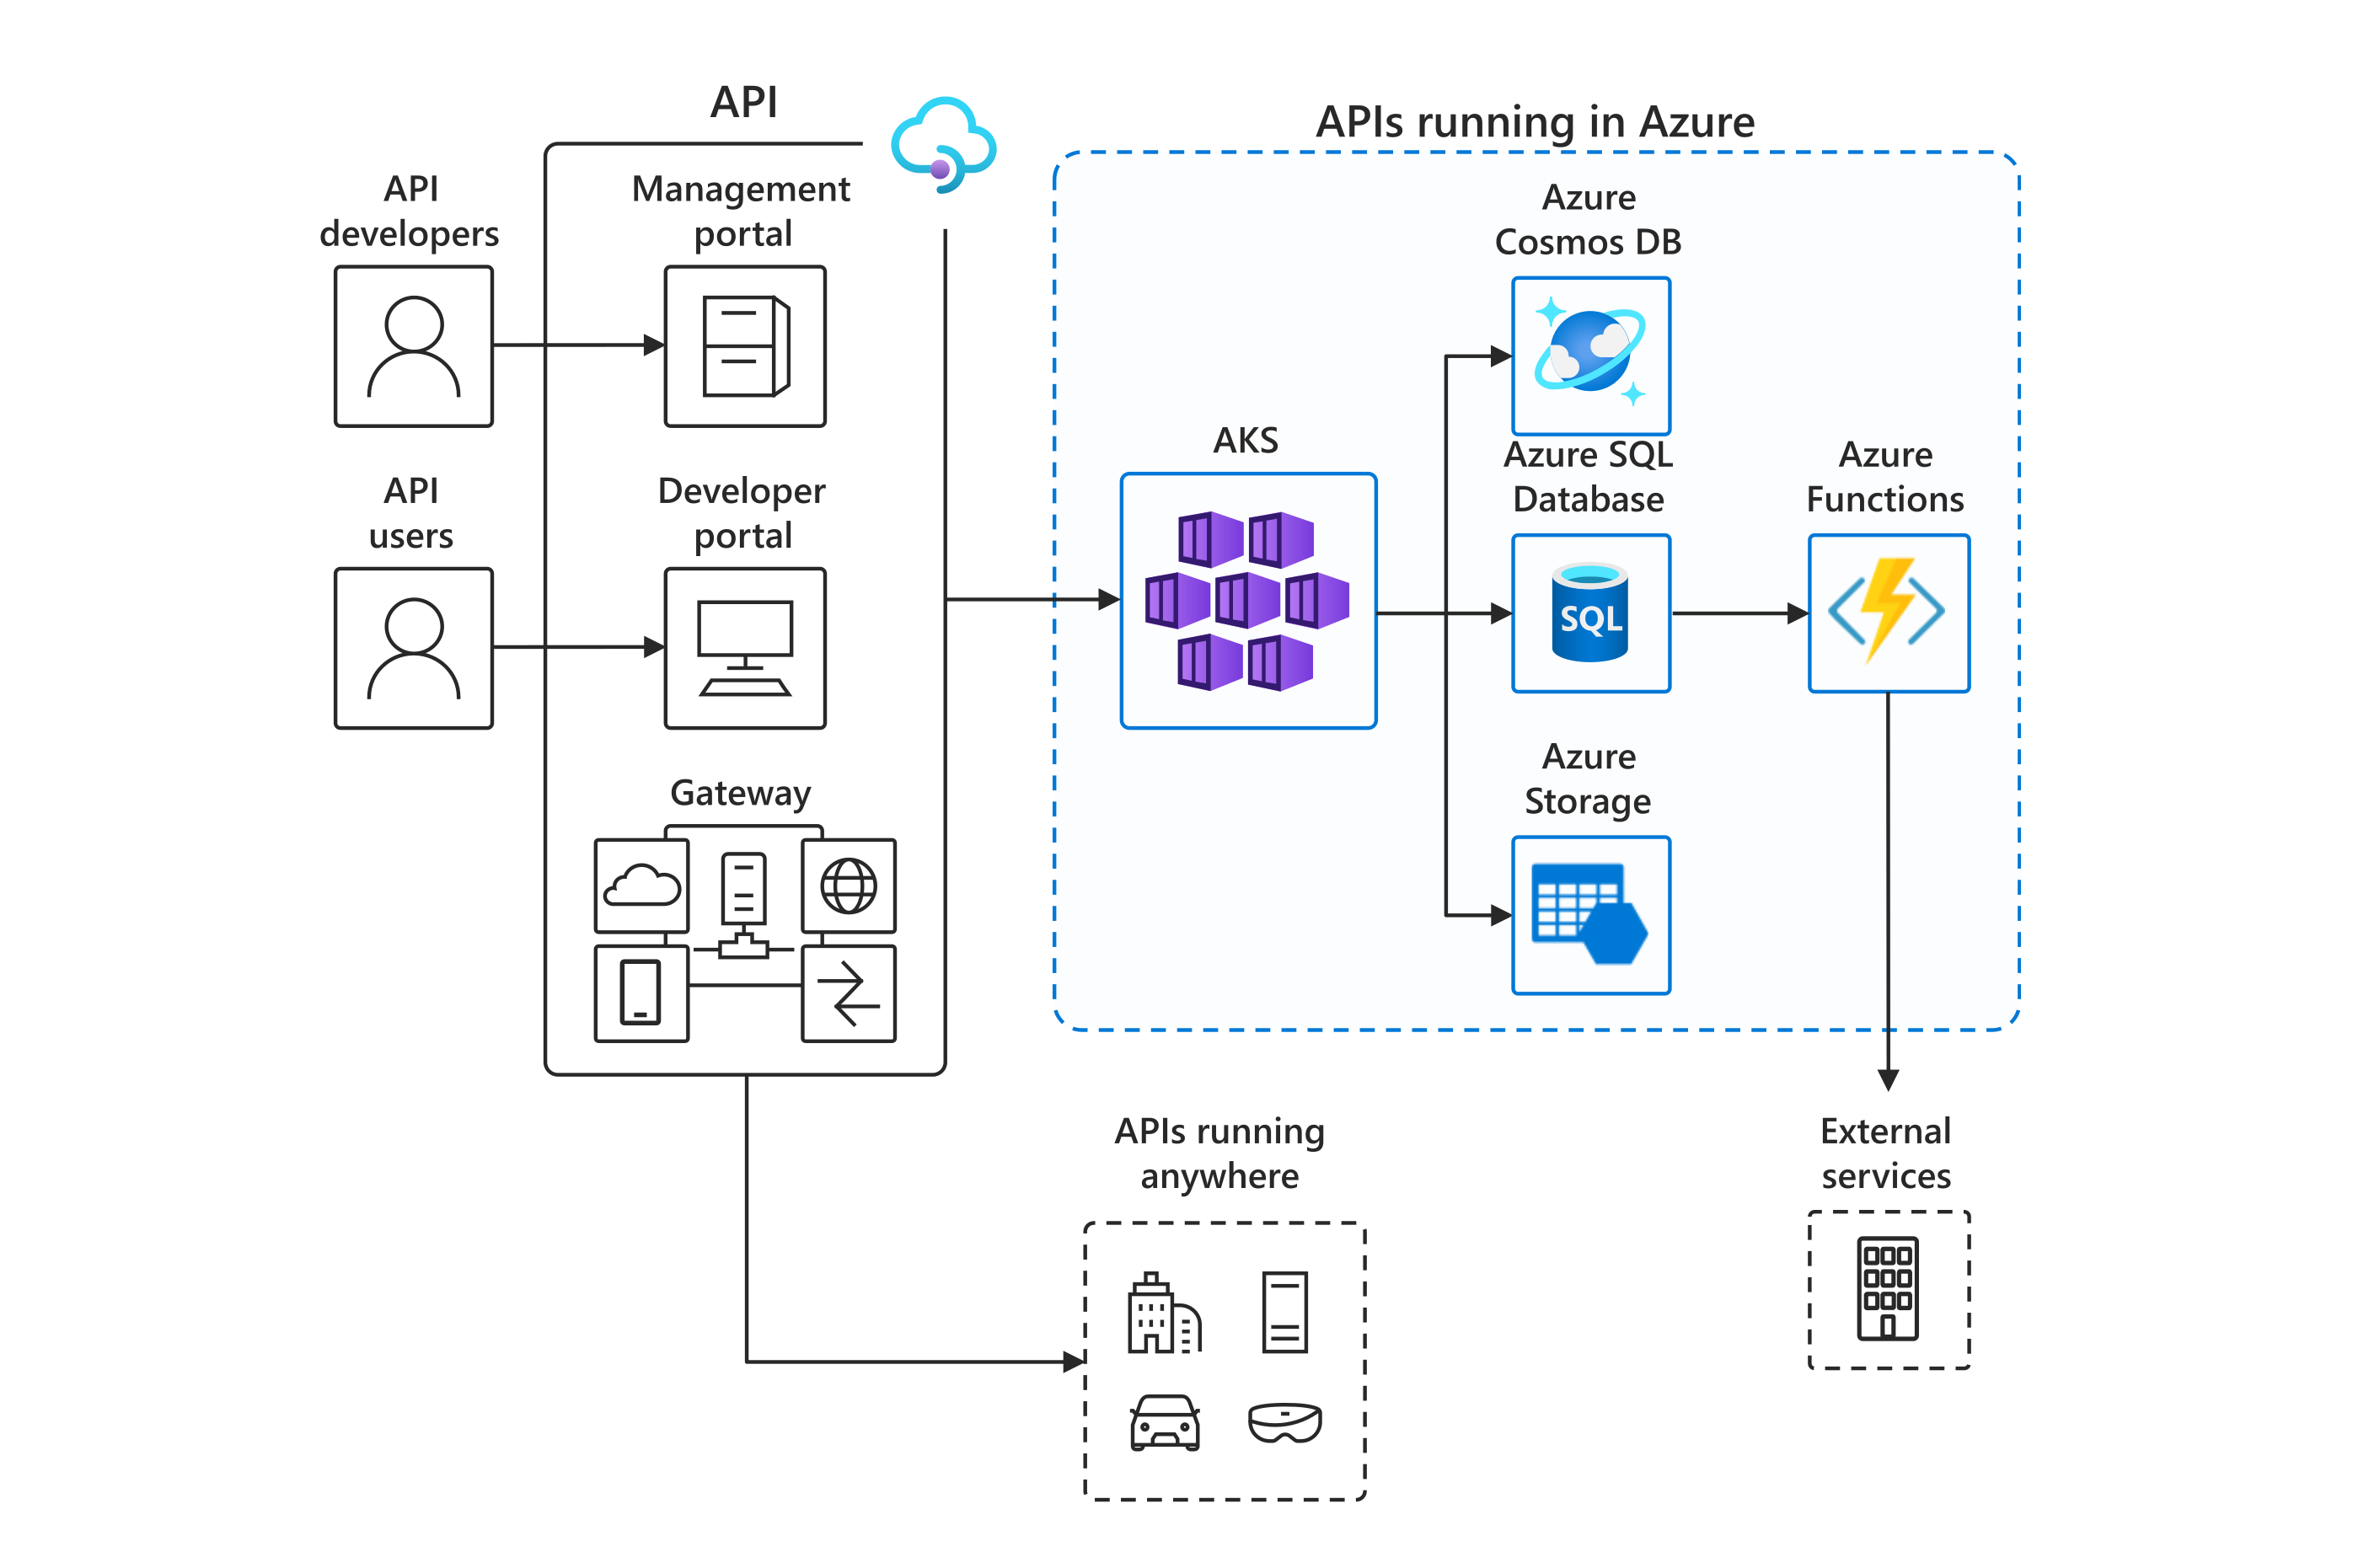 API
APIs running in Azure
API
developers
Management
portal
Azure
Cosmos DB
AKS
Azure SQL
Database
Azure
Functions
API
users
Developer
portal
SQL
Azure
Storage
Gateway
APIs running
anywhere
External
services